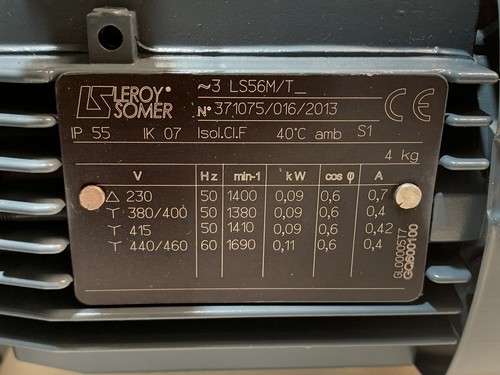 LS LEROY® SOMER
~3 LS56M/T_
N° 371075/016/2013
CE
IP 55 IK 07 Isol.Cl.F 40°C amb S1
4 kg
V Hz min-1 kW cos φ A
△ 230 50 1400 0,09 0,6 0,7
Y 380/400 50 1380 0,09 0,6 0,4
Y 415 50 1410 0,09 0,6 0,42
Y 440/460 60 1690 0,11 0,6 0,4
GL00005T7
GQ600100